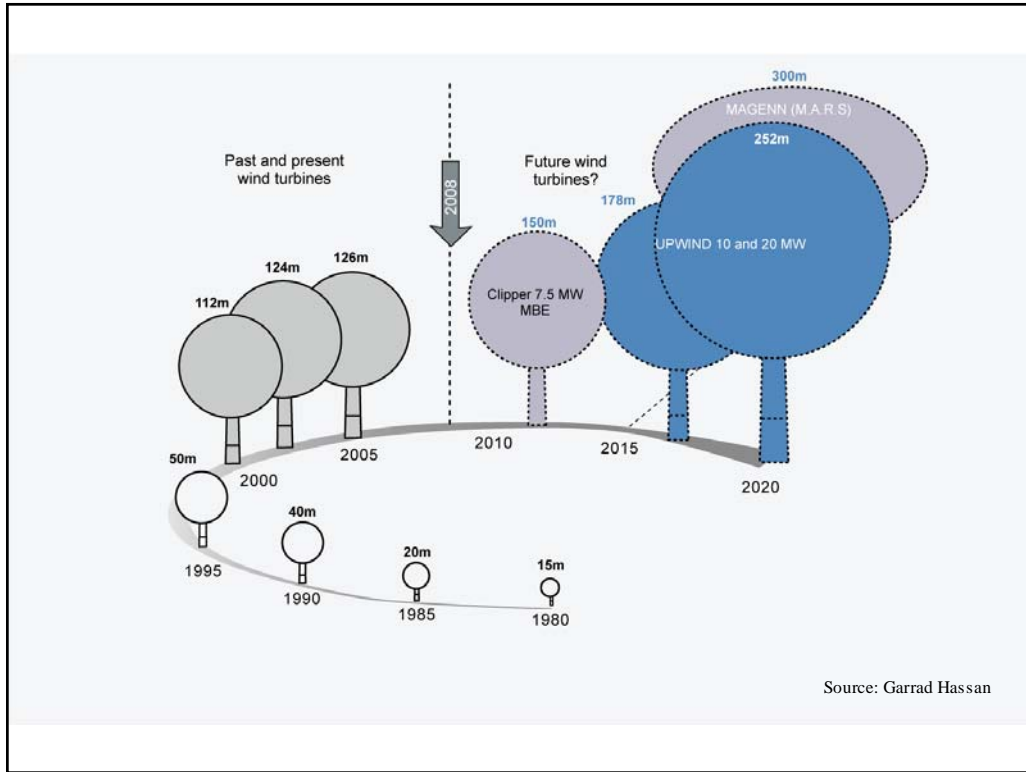 300m
MAGENN (M.A.R.S)
252m
Past and present
wind turbines
2008
Future wind
turbines?
178m
150m
UPWIND 10 and 20 MW
126m
124m
112m
Clipper 7.5 MW
MBE
2010
2015
2005
2000
2020
50m
40m
20m
15m
1995
1990
1985
1980
Source: Garrad Hassan